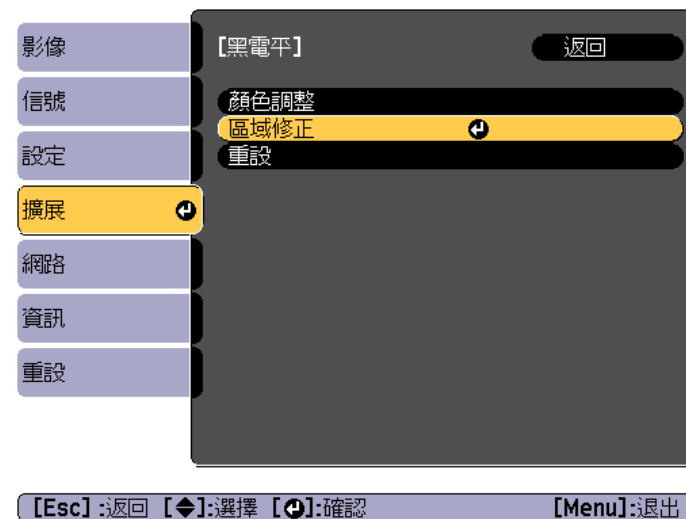 影像
信號
設定
擴展
網路
資訊
重設
[黑電平]
返回
顏色調整
區域修正
重設
[Esc] :返回 [◆]:選擇 [⏎]:確認 [Menu]:退出